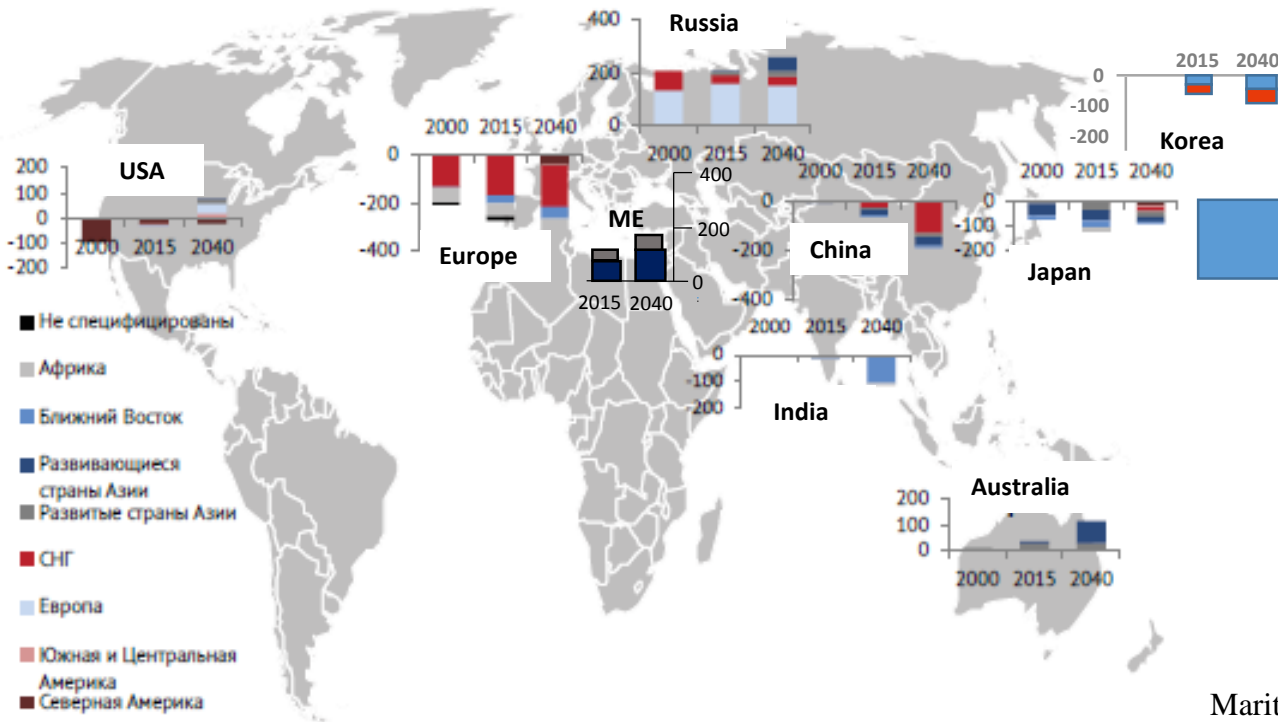 400
Russia
200
0
2000 2015 2040
2015 2040
0
-100
-200
Korea
USA
200
100
0
-100
-200
2000 2015 2040
2000 2015 2040
0
-200
-400
Europe
ME
400
200
0
2015 2040
2000 2015 2040
0
-200
-400
China
2000 2015 2040
0
-100
-200
Japan
2000 2015 2040
0
-100
-200
India
Australia
200
100
0
2000 2015 2040
Не специфицированы
Африка
Ближний Восток
Развивающиеся
страны Азии
Развитые страны Азии
СНГ
Европа
Южная и Центральная
Америка
Северная Америка
Marit